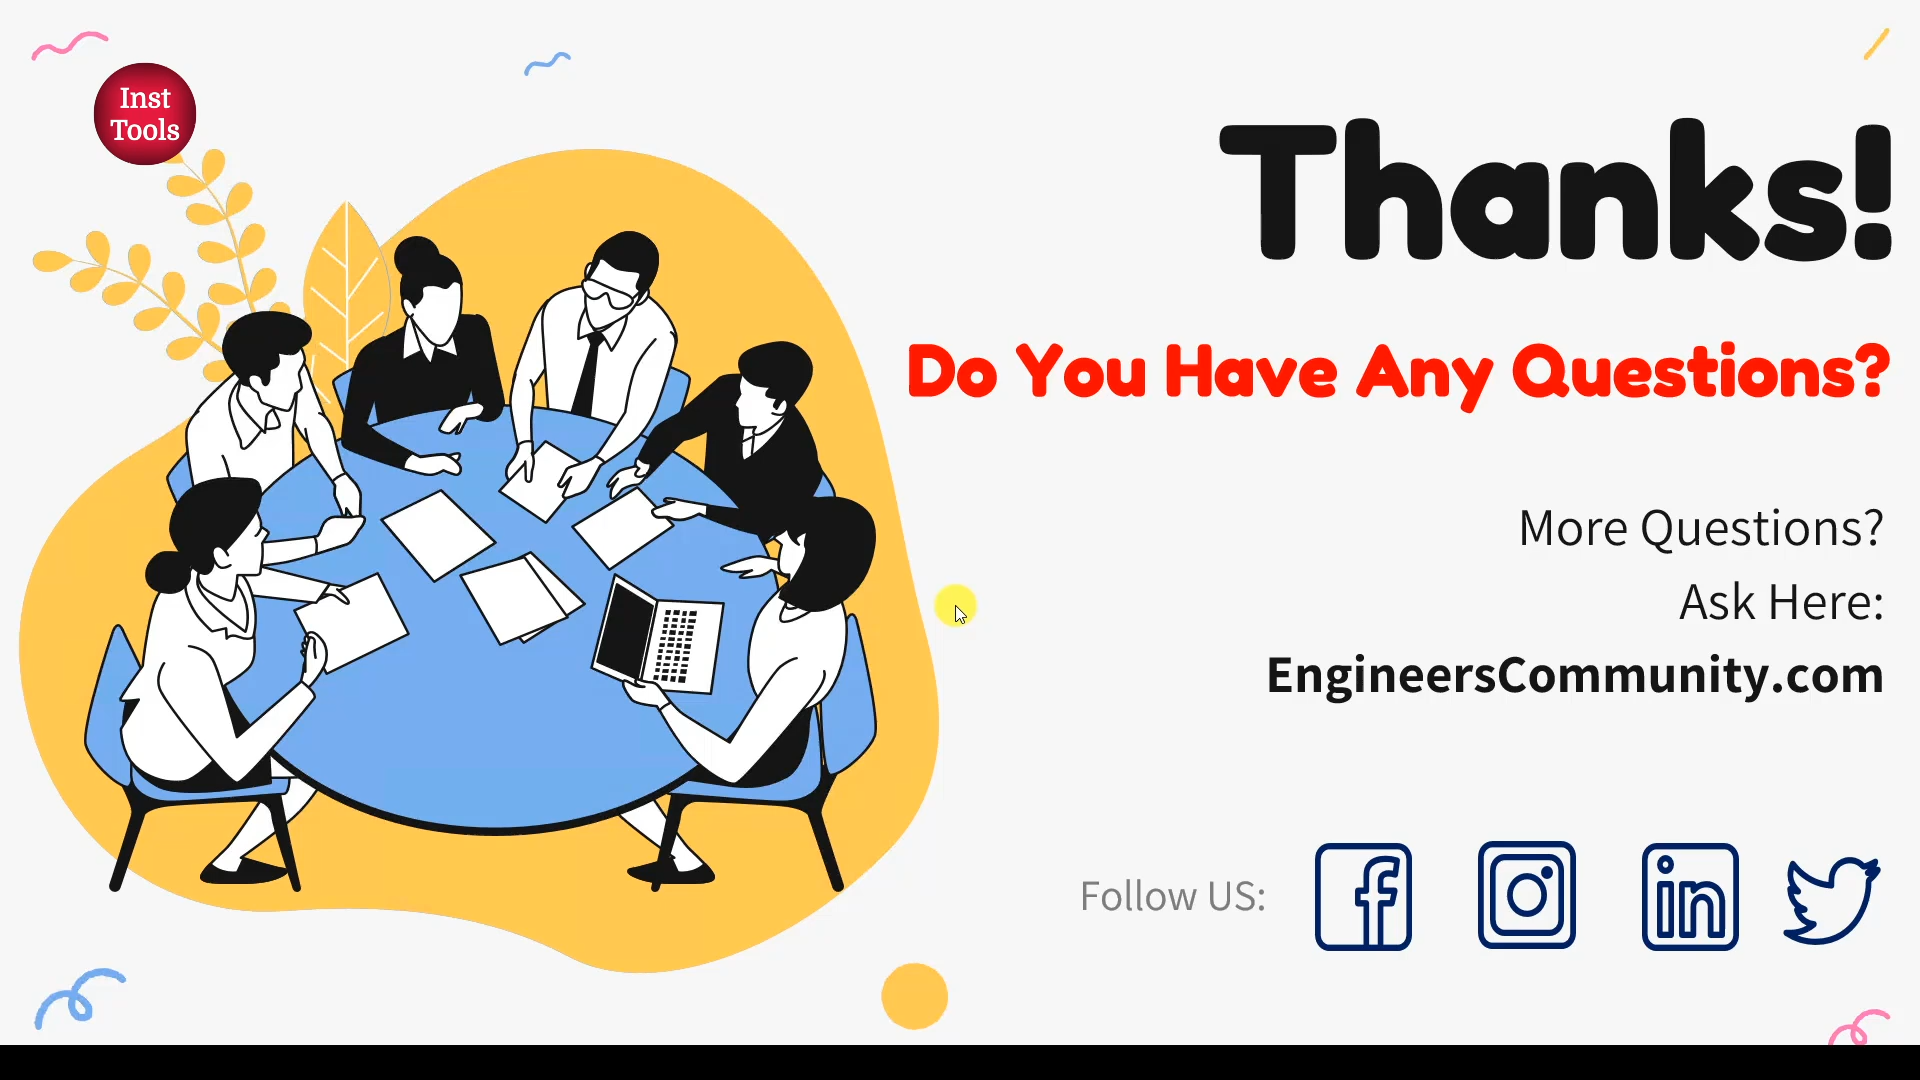 Inst
Tools
Thanks!
Do You Have Any Questions?
More Questions?
Ask Here:
EngineersCommunity.com
Follow US: